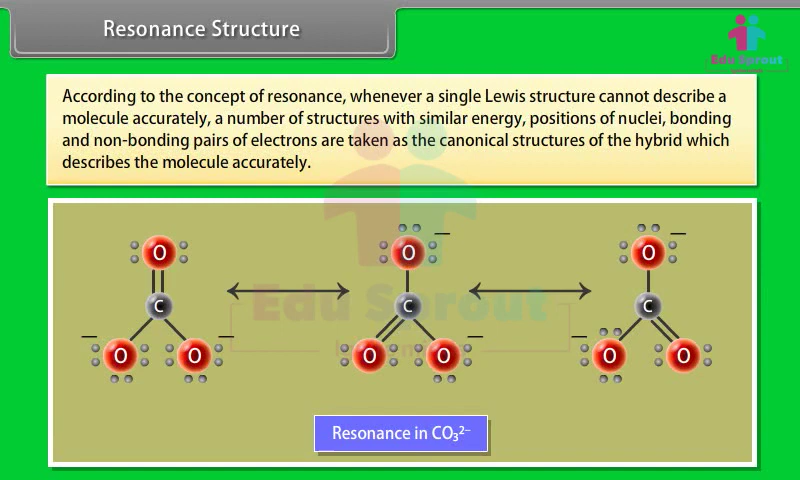 Resonance Structure
Edu Sprout
According to the concept of resonance, whenever a single Lewis structure cannot describe a
molecule accurately, a number of structures with similar energy, positions of nuclei, bonding
and non-bonding pairs of electrons are taken as the canonical structures of the hybrid which
describes the molecule accurately.
O O – O –
Edu Sprout
C C C
– O O – O O – – O O
Resonance in CO₃²⁻